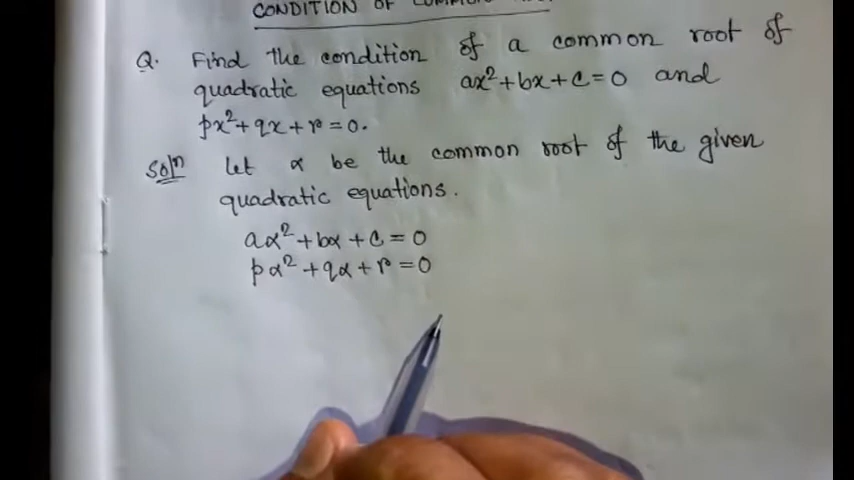 CONDITION OF COMMON
Q. Find the condition of a common root of
quadratic equations ax²+bx+c=0 and
px²+qx+r=0.
Solⁿ Let α be the common root of the given
quadratic equations.
aα²+bα+c=0
pα²+qα+r=0